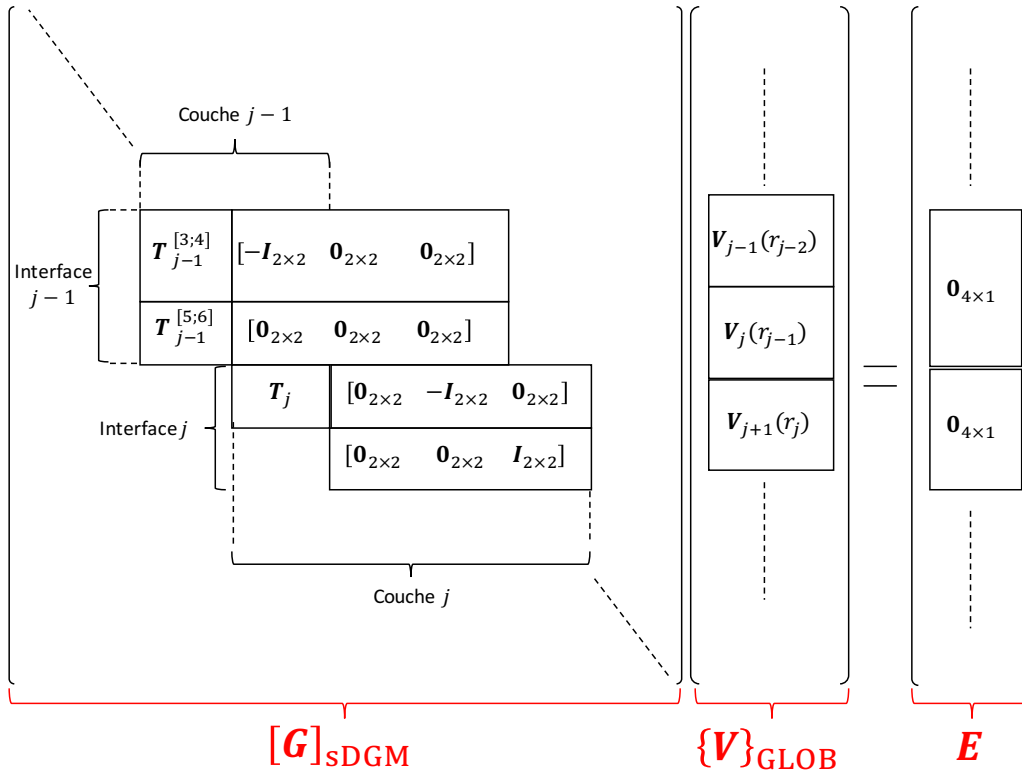 Couche j − 1
Interface j − 1
T_{j−1}^{[3;4]} [−I_{2×2} 0_{2×2} 0_{2×2}]
T_{j−1}^{[5;6]} [0_{2×2} 0_{2×2} 0_{2×2}]
Interface j
T_j [0_{2×2} −I_{2×2} 0_{2×2}]
[0_{2×2} 0_{2×2} I_{2×2}]
Couche j
V_{j−1}(r_{j−2})
V_j(r_{j−1})
V_{j+1}(r_j)
=
0_{4×1}
0_{4×1}
[G]_{sDGM}
{V}_{GLOB}
E